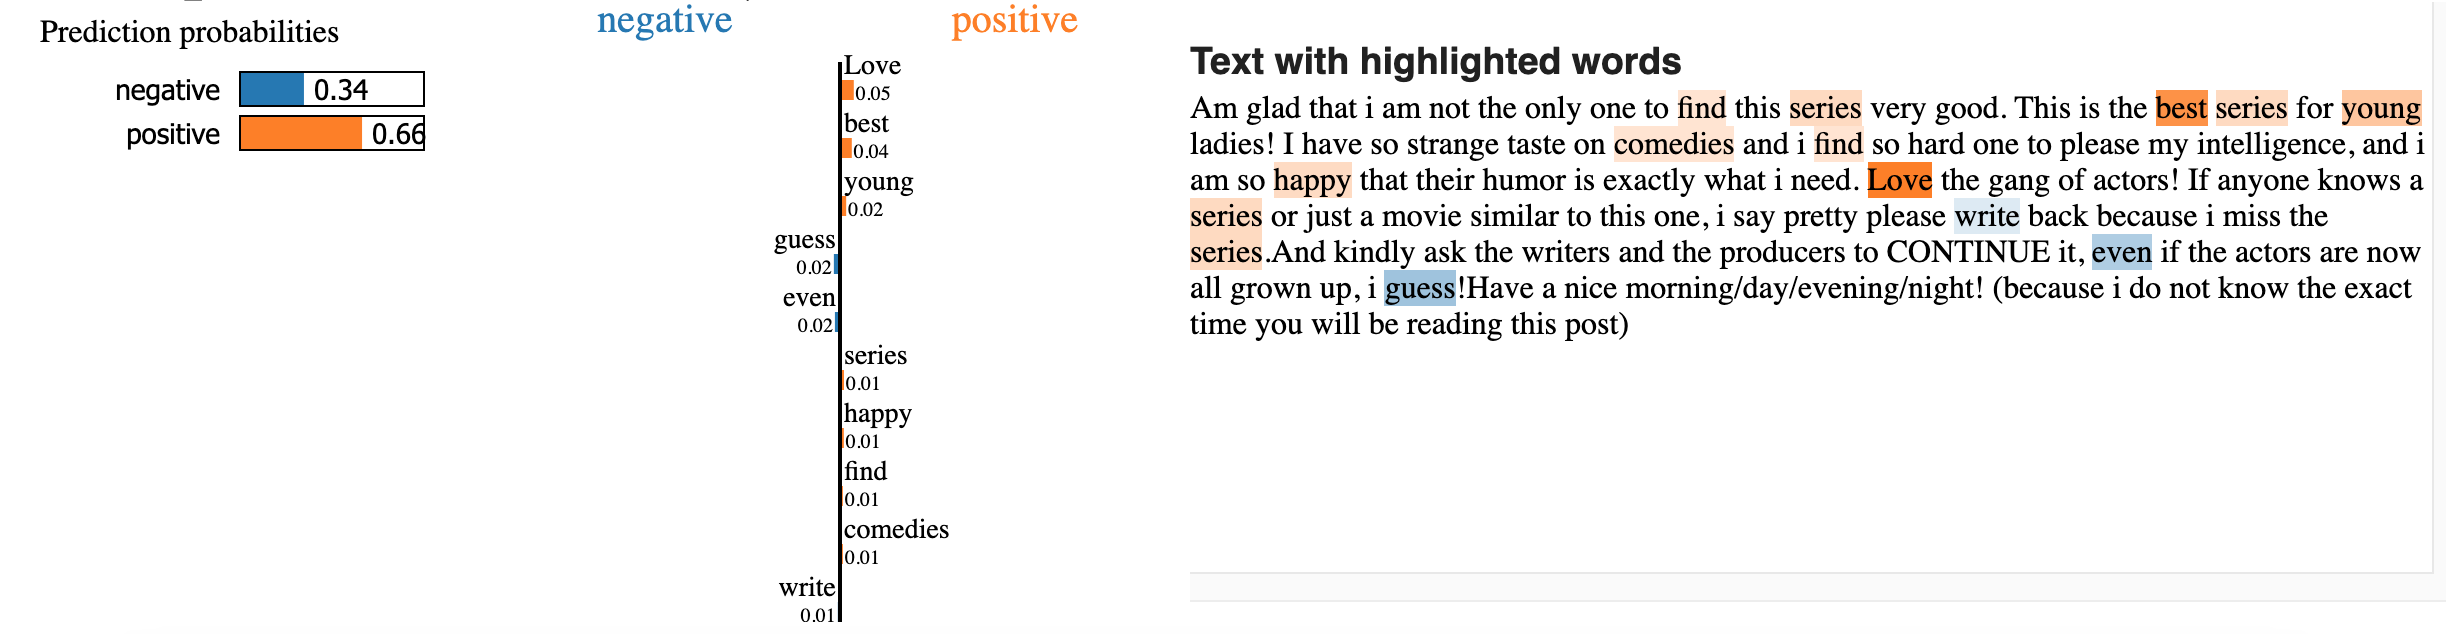 Prediction probabilities
negative 0.34
positive 0.66
negative positive
Love
0.05
best
0.04
young
0.02
guess
0.02
even
0.02
series
0.01
happy
0.01
find
0.01
comedies
0.01
write
0.01
Text with highlighted words
Am glad that i am not the only one to find this series very good. This is the best series for young
ladies! I have so strange taste on comedies and i find so hard one to please my intelligence, and i
am so happy that their humor is exactly what i need. Love the gang of actors! If anyone knows a
series or just a movie similar to this one, i say pretty please write back because i miss the
series.And kindly ask the writers and the producers to CONTINUE it, even if the actors are now
all grown up, i guess!Have a nice morning/day/evening/night! (because i do not know the exact
time you will be reading this post)